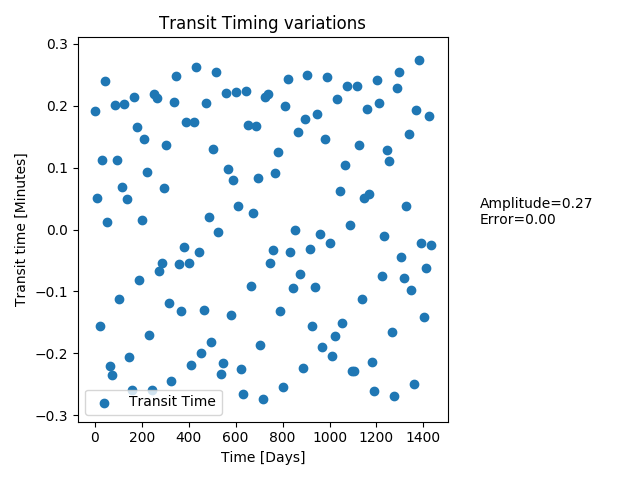 Transit Timing variations
Transit time [Minutes]
0.3
0.2
0.1
0.0
−0.1
−0.2
−0.3
Transit Time
0 200 400 600 800 1000 1200 1400
Time [Days]
Amplitude=0.27
Error=0.00